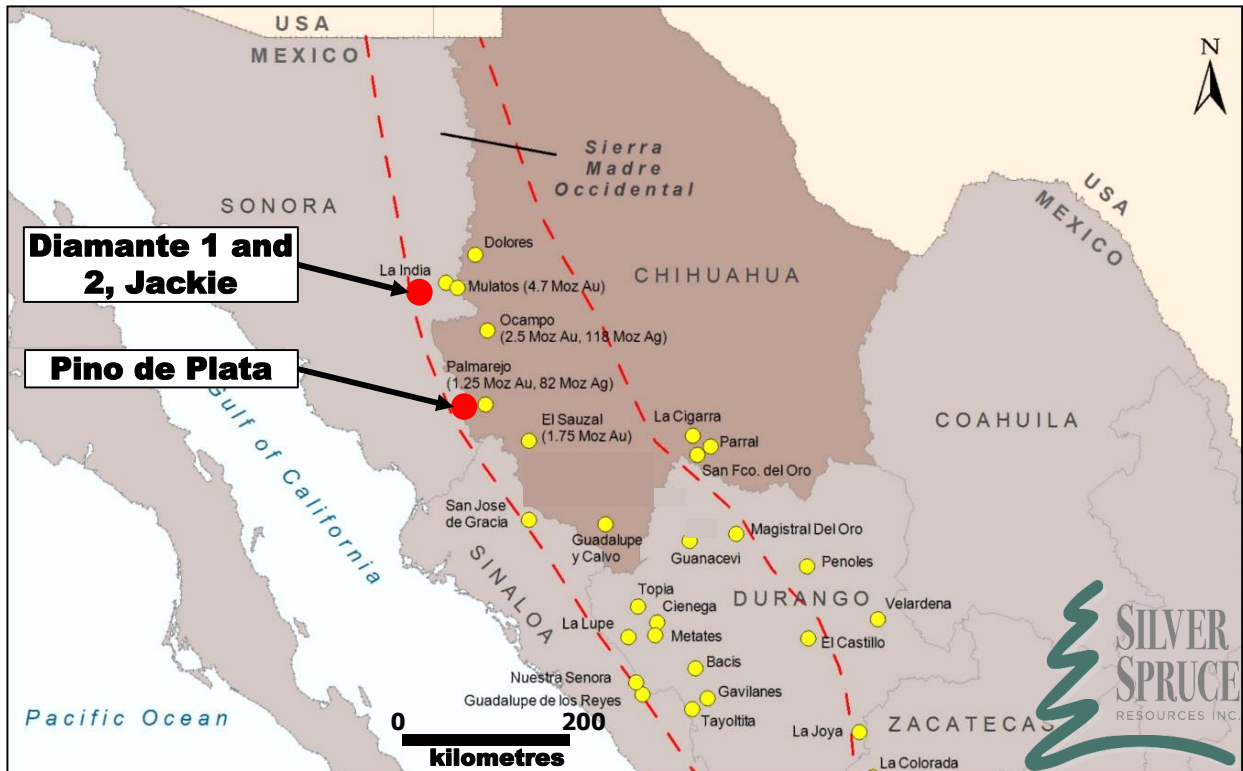 USA
MEXICO
N
Sierra
Madre
Occidental
USA
MEXICO
SONORA
Diamante 1 and
2, Jackie
La India
Dolores
CHIHUAHUA
Mulatos (4.7 Moz Au)
Ocampo
(2.5 Moz Au, 118 Moz Ag)
Pino de Plata
Palmarejo
(1.25 Moz Au, 82 Moz Ag)
Gulf of California
El Sauzal
(1.75 Moz Au)
La Cigarra
Parral
San Fco. del Oro
COAHUILA
San Jose
de Gracia
Guadalupe
y Calvo
Guanacevi
Magistral Del Oro
Penoles
SINALOA
Topia
Cienega
DURANGO
Velardena
La Lupe
Metates
El Castillo
Bacis
Nuestra Senora
Guadalupe de los Reyes
Gavilanes
Tayoltita
Pacific Ocean
0 200
kilometres
La Joya
ZACATECAS
La Colorada
SILVER
SPRUCE
RESOURCES INC.